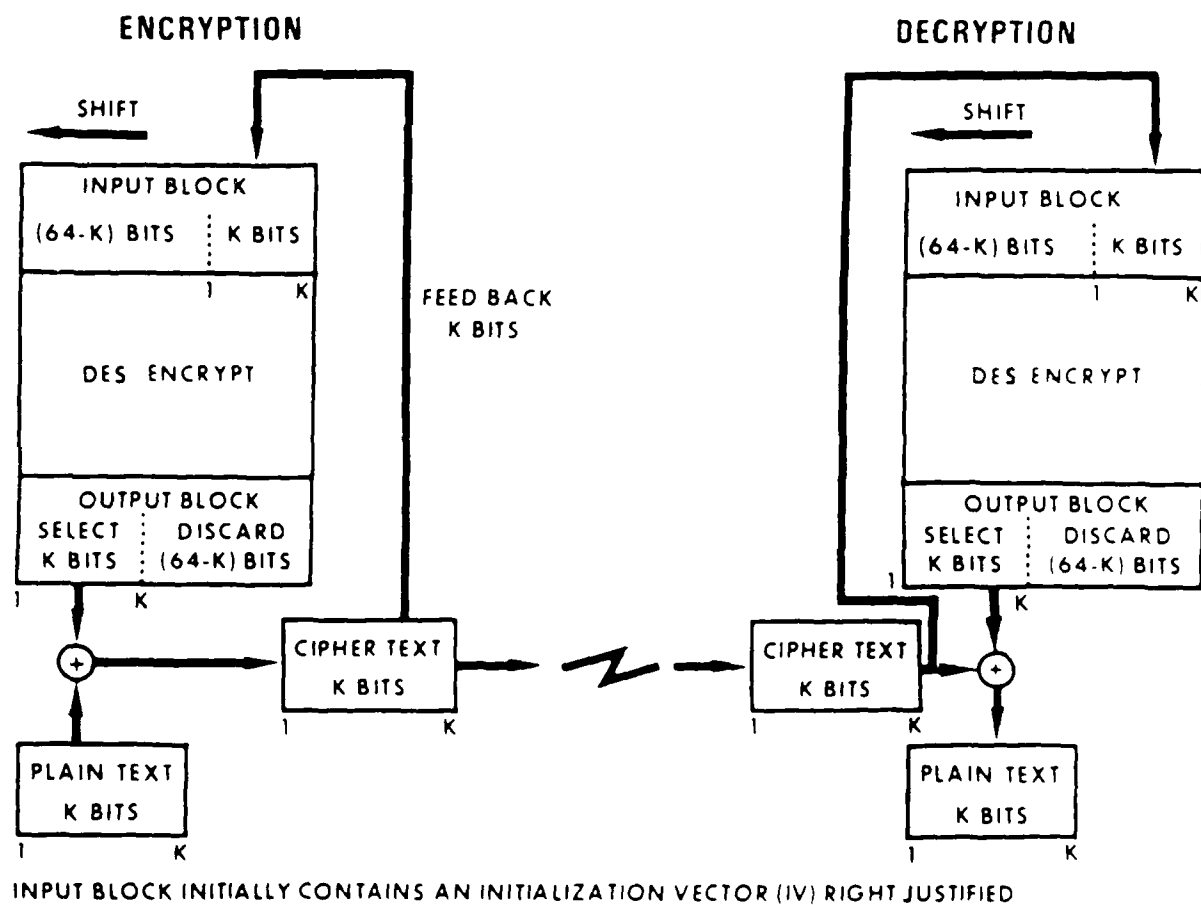 ENCRYPTION
SHIFT
INPUT BLOCK
(64-K) BITS K BITS
1 K
DES ENCRYPT
OUTPUT BLOCK
SELECT DISCARD
K BITS (64-K) BITS
1 K
FEED BACK
K BITS
+
CIPHER TEXT
K BITS
1 K
PLAIN TEXT
K BITS
1 K
DECRYPTION
SHIFT
INPUT BLOCK
(64-K) BITS K BITS
1 K
DES ENCRYPT
OUTPUT BLOCK
SELECT DISCARD
K BITS (64-K) BITS
1 K
CIPHER TEXT
K BITS
1 K
+
PLAIN TEXT
K BITS
1 K
INPUT BLOCK INITIALLY CONTAINS AN INITIALIZATION VECTOR (IV) RIGHT JUSTIFIED